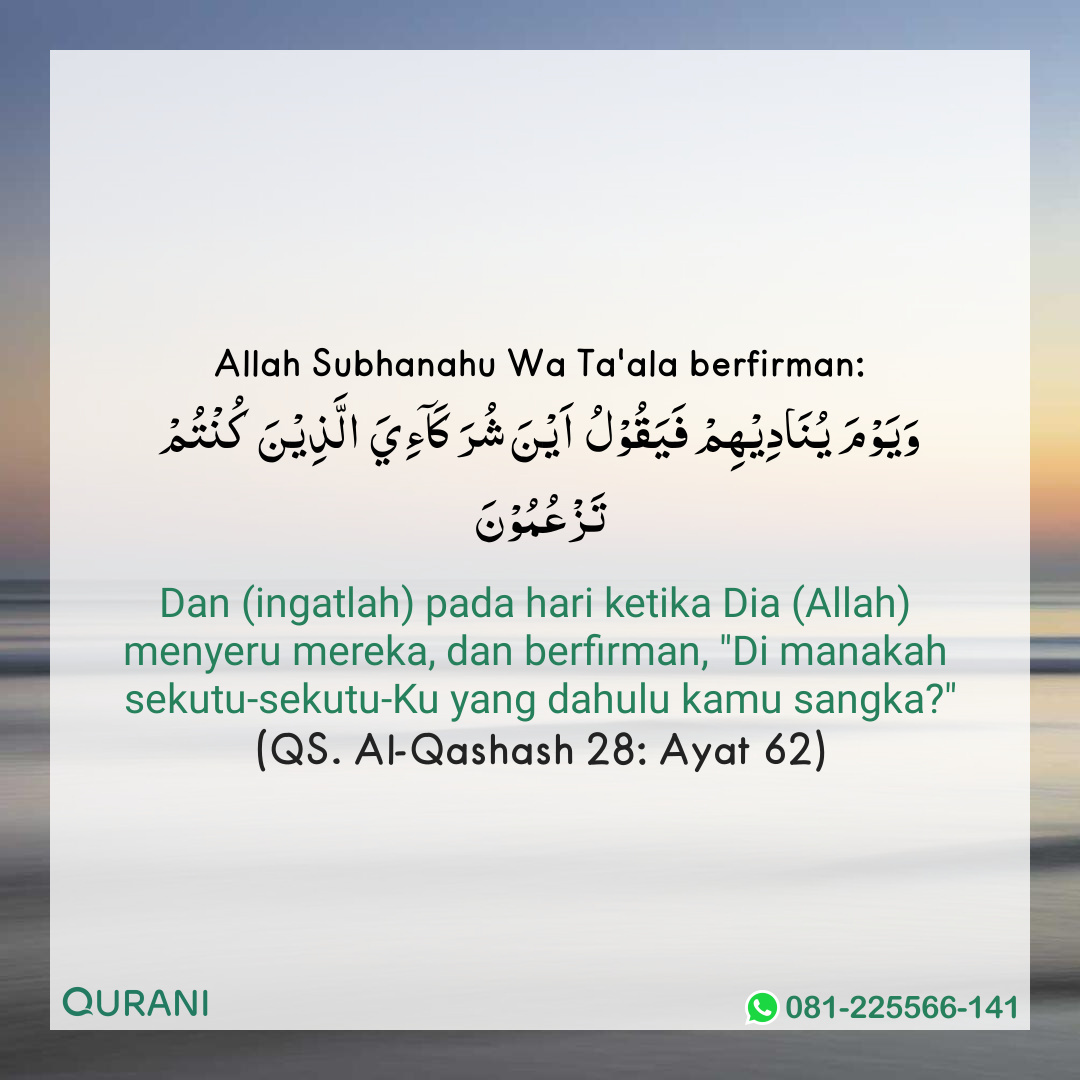 Allah Subhanahu Wa Ta'ala berfirman:
وَيَوْمَ يُنَادِيْهِمْ فَيَقُوْلُ اَيْنَ شُرَكَآءِيَ الَّذِيْنَ كُنْتُمْ
تَزْعُمُوْنَ
Dan (ingatlah) pada hari ketika Dia (Allah)
menyeru mereka, dan berfirman, "Di manakah
sekutu-sekutu-Ku yang dahulu kamu sangka?"
(QS. Al-Qashash 28: Ayat 62)
QURANI
081-225566-141